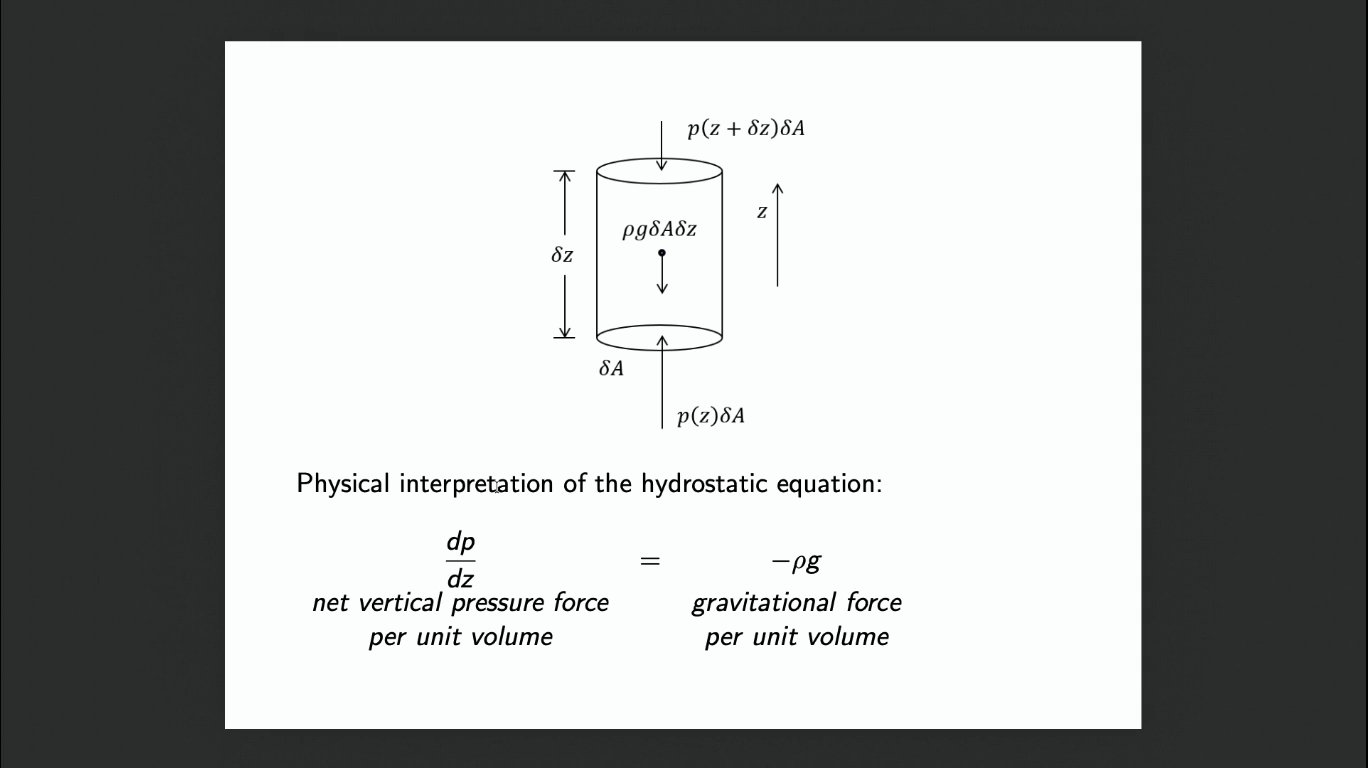 p(z + δz)δA
z
ρgδAδz
δz
δA
p(z)δA
Physical interpretation of the hydrostatic equation:
dp
dz
= −ρg
net vertical pressure force gravitational force
per unit volume per unit volume